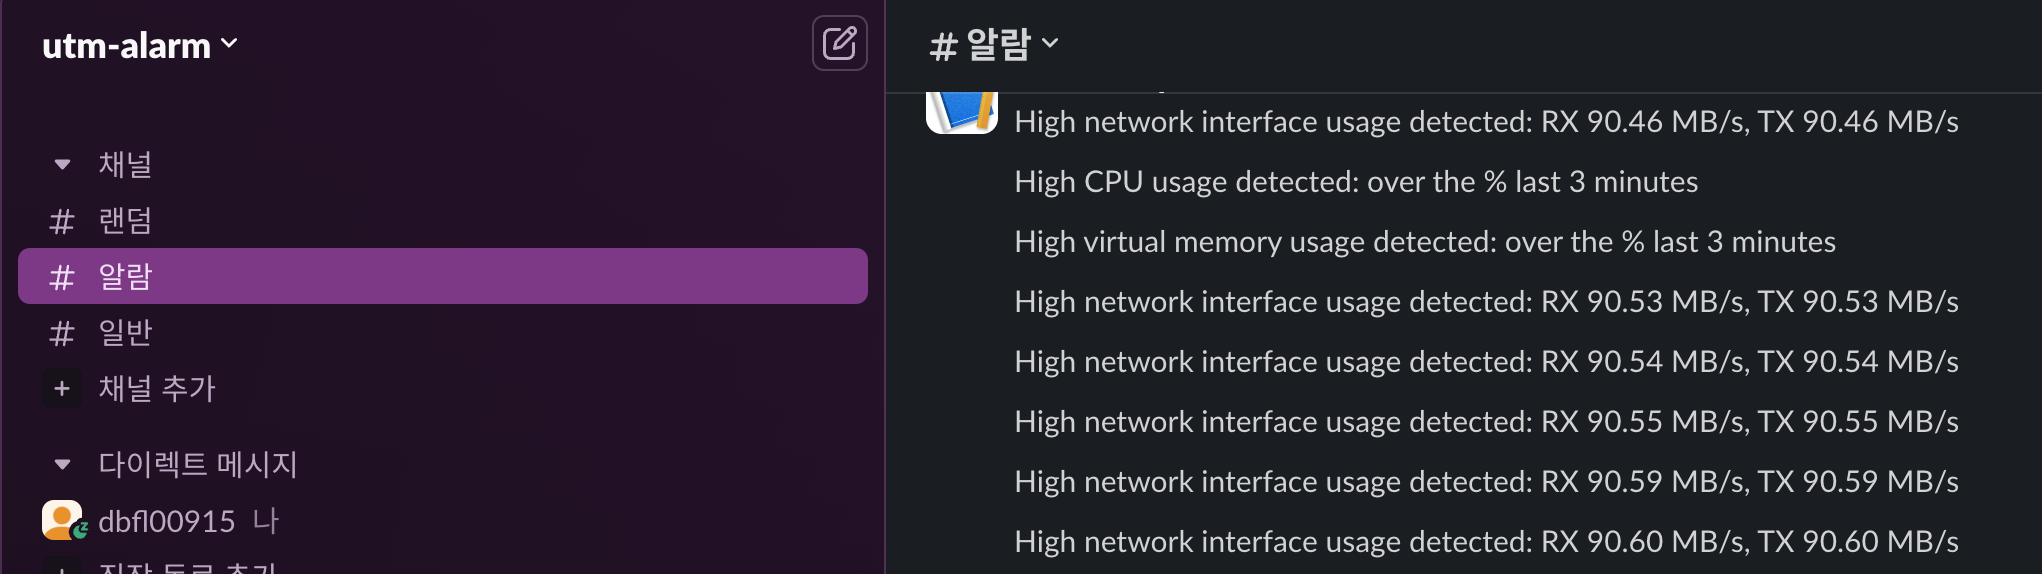 utm-alarm
채널
# 랜덤
# 알람
# 일반
+ 채널 추가
다이렉트 메시지
dbfl00915 나
# 알람
High network interface usage detected: RX 90.46 MB/s, TX 90.46 MB/s
High CPU usage detected: over the % last 3 minutes
High virtual memory usage detected: over the % last 3 minutes
High network interface usage detected: RX 90.53 MB/s, TX 90.53 MB/s
High network interface usage detected: RX 90.54 MB/s, TX 90.54 MB/s
High network interface usage detected: RX 90.55 MB/s, TX 90.55 MB/s
High network interface usage detected: RX 90.59 MB/s, TX 90.59 MB/s
High network interface usage detected: RX 90.60 MB/s, TX 90.60 MB/s